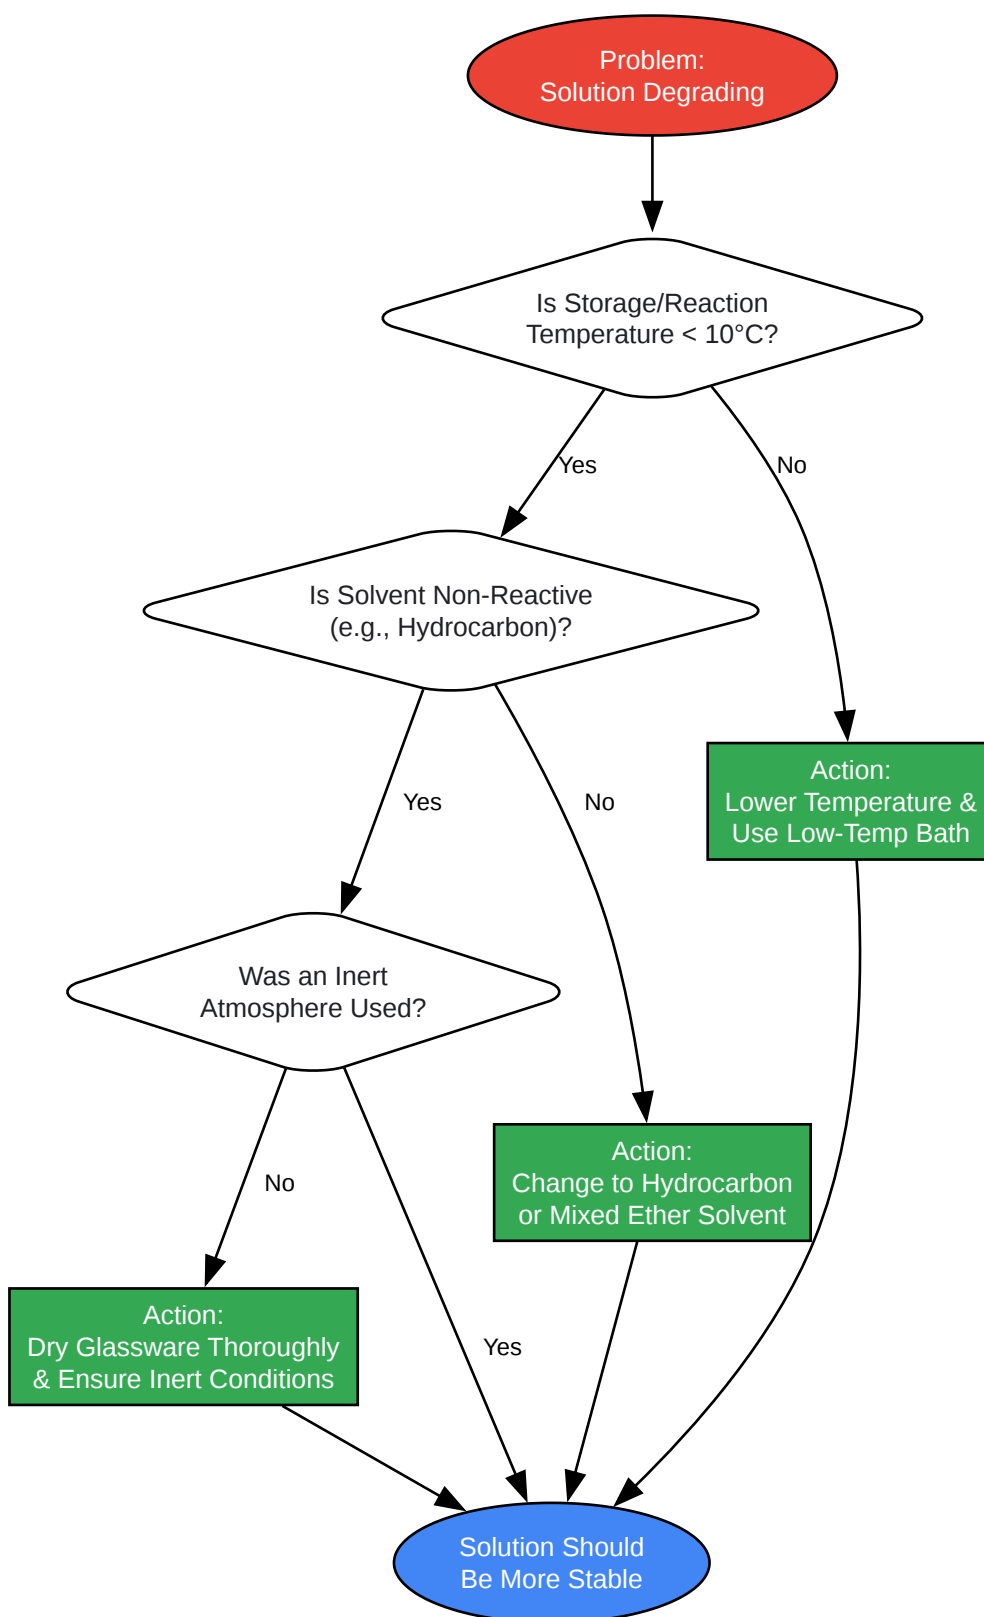 Problem:
Solution Degrading
Is Storage/Reaction
Temperature < 10°C?
Yes
No
Is Solvent Non-Reactive
(e.g., Hydrocarbon)?
Yes
No
Action:
Lower Temperature &
Use Low-Temp Bath
Was an Inert
Atmosphere Used?
No
Yes
Action:
Change to Hydrocarbon
or Mixed Ether Solvent
Action:
Dry Glassware Thoroughly
& Ensure Inert Conditions
Solution Should
Be More Stable